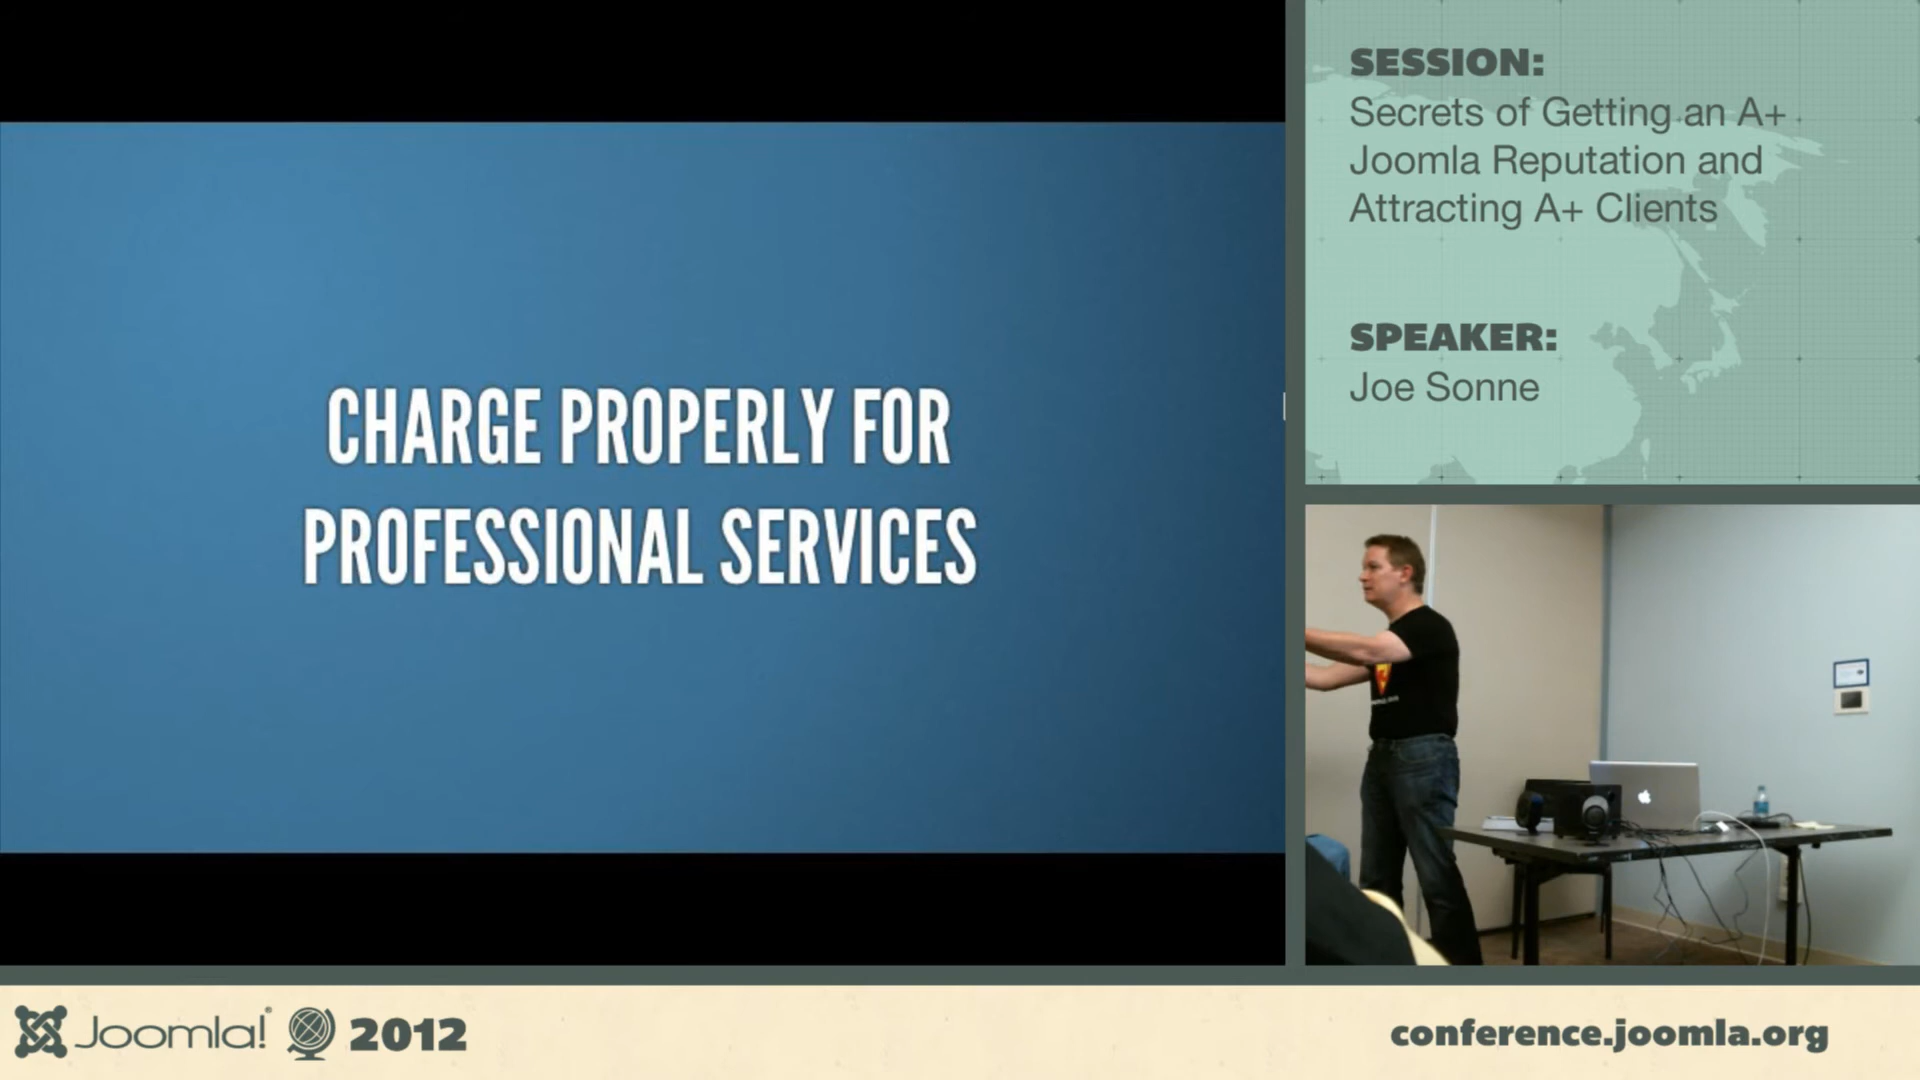 CHARGE PROPERLY FOR
PROFESSIONAL SERVICES
SESSION:
Secrets of Getting an A+
Joomla Reputation and
Attracting A+ Clients
SPEAKER:
Joe Sonne
Joomla!® 2012
conference.joomla.org